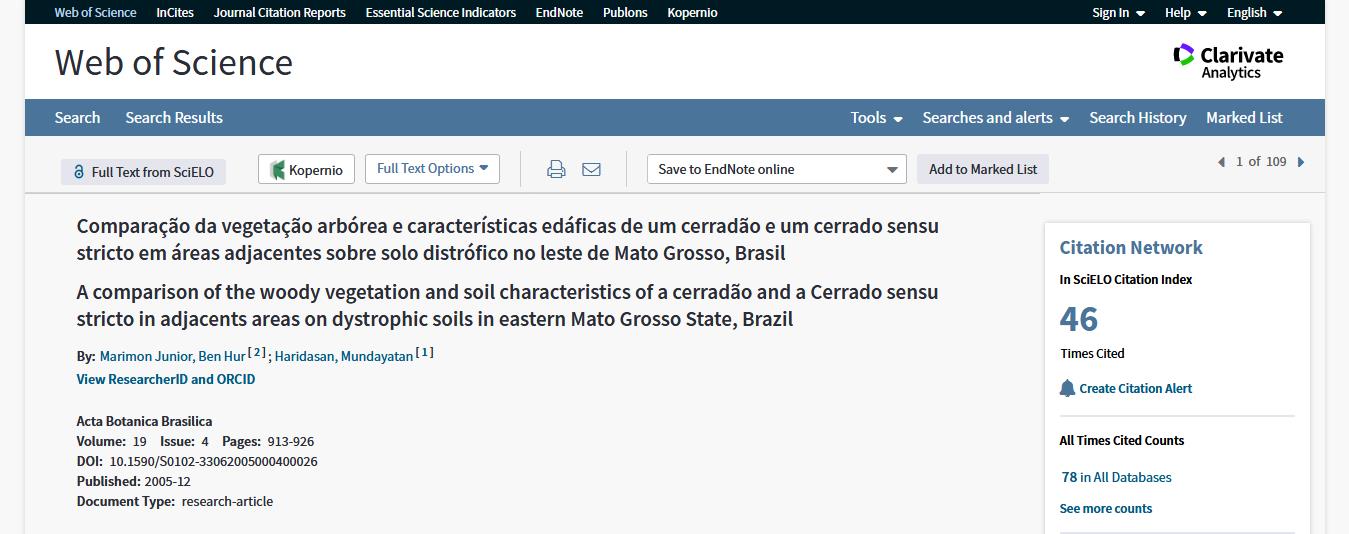 Web of Science InCites Journal Citation Reports Essential Science Indicators EndNote Publons Kopernio Sign In Help English
Web of Science
Clarivate
Analytics
Search Search Results Tools Searches and alerts Search History Marked List
Full Text from SciELO Kopernio Full Text Options Save to EndNote online Add to Marked List 1 of 109
Comparação da vegetação arbórea e características edáficas de um cerradão e um cerrado sensu
stricto em áreas adjacentes sobre solo distrófico no leste de Mato Grosso, Brasil
A comparison of the woody vegetation and soil characteristics of a cerradão and a Cerrado sensu
stricto in adjacents areas on dystrophic soils in eastern Mato Grosso State, Brazil
By: Marimon Junior, Ben Hur [ 2 ] ; Haridasan, Mundayatan [ 1 ]
View ResearcherID and ORCID
Acta Botanica Brasilica
Volume: 19 Issue: 4 Pages: 913-926
DOI: 10.1590/S0102-33062005000400026
Published: 2005-12
Document Type: research-article
Citation Network
In SciELO Citation Index
46
Times Cited
Create Citation Alert
All Times Cited Counts
78 in All Databases
See more counts